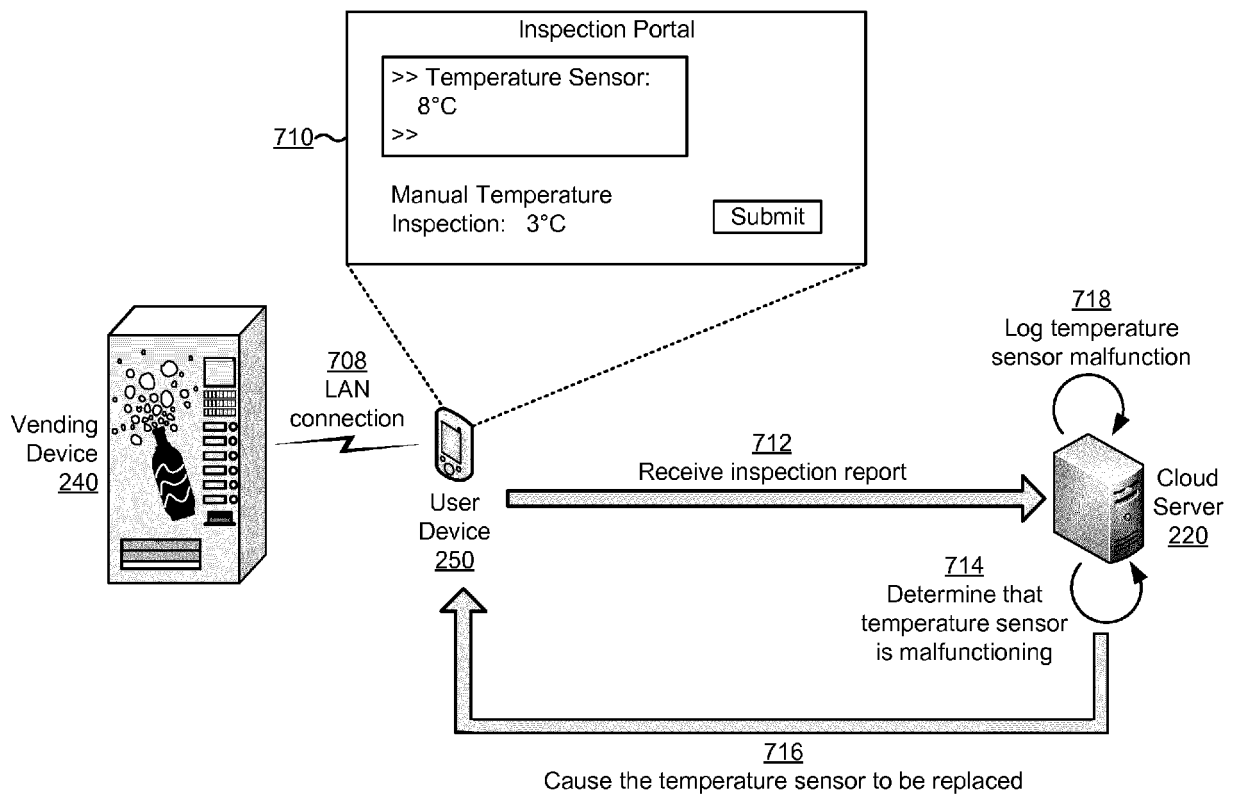 Inspection Portal
>> Temperature Sensor:
8°C
>>
710
Manual Temperature
Inspection: 3°C
Submit
718
Log temperature
sensor malfunction
708
LAN
connection
Vending
Device
240
712
Receive inspection report
User
Device
250
Cloud
Server
220
714
Determine that
temperature sensor
is malfunctioning
716
Cause the temperature sensor to be replaced